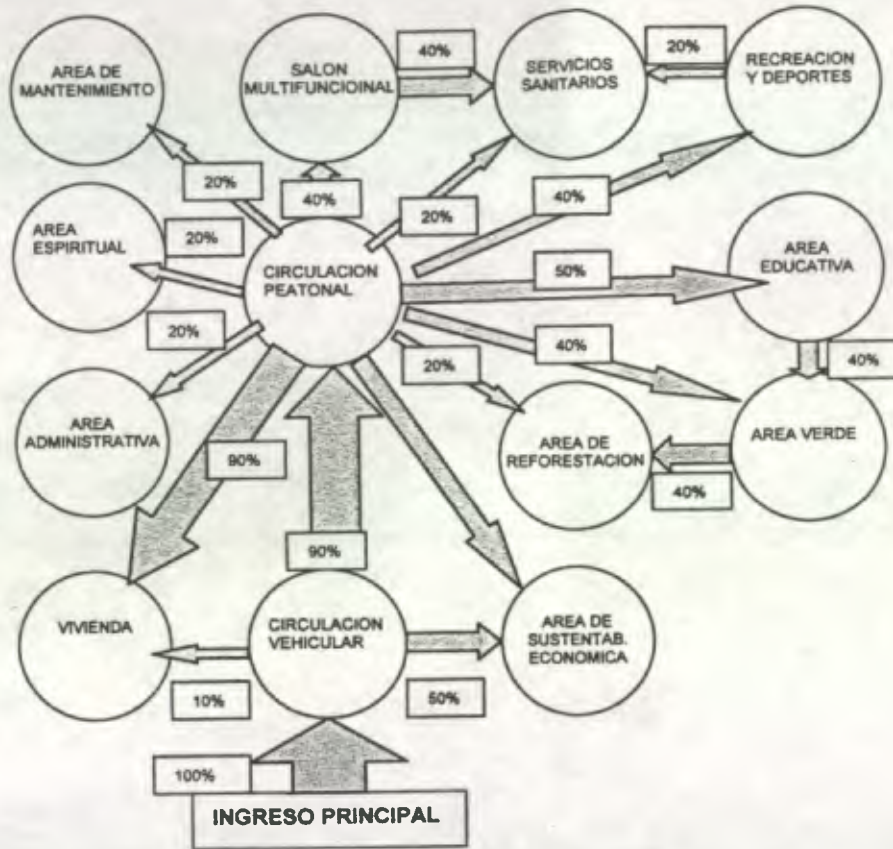 AREA DE
MANTENIMIENTO
SALON
MULTIFUNCIOINAL
40%
SERVICIOS
SANITARIOS
20%
RECREACION
Y DEPORTES
20%
40%
20%
40%
AREA
ESPIRITUAL
20%
CIRCULACION
PEATONAL
50%
AREA
EDUCATIVA
20%
20%
40%
40%
AREA
ADMINISTRATIVA
90%
AREA DE
REFORESTACION
AREA VERDE
40%
90%
VIVIENDA
CIRCULACION
VEHICULAR
AREA DE
SUSTENTAB.
ECONOMICA
10%
50%
100%
INGRESO PRINCIPAL